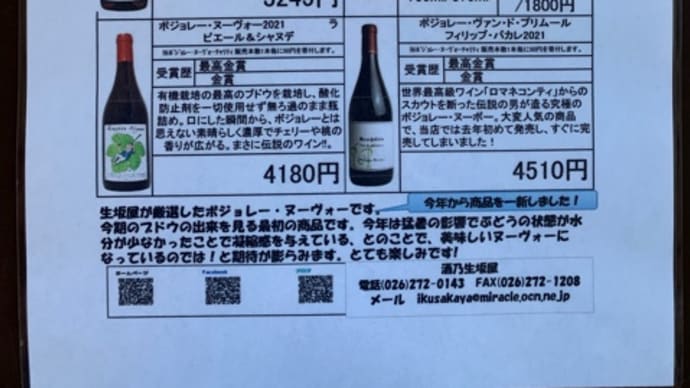 /1800円
ボジョレー・ヌーヴォー2021　ラ
ピエール＆シャヌデ
受賞歴
最高金賞
金賞
有機栽培の最高のブドウを栽培し、酸化
防止剤を一切使用せず無ろ過のまま瓶
詰め。口にした瞬間から、ボジョレーとは
思えない素晴らしく濃厚でチェリーや桃の
香りが広がる。まさに伝説のワイン!!。
4180円
ボジョレー・ヴァン・ド・プリムール
フィリップ・パカレ2021
受賞歴
最高金賞
金賞
世界最高級ワイン「ロマネコンティ」からの
スカウトを断った伝説の男が造る究極の
ボジョレー・ヌーボー。大変人気の商品
で、当店では去年初めて発売し、すぐに完
売してしまいました！
4510円
生坂屋が厳選したボジョレー・ヌーヴォーです。
今年から商品を一新しました！
今期のブドウの出来を見る最初の商品です。今年は猛暑の影響でぶどうの状態が水
分が少なかったことで凝縮感を与えている、とのことで、美味しいヌーヴォーに
なっているのでは！と期待が膨らみます。とても楽しみです!
ホームページ
Facebook
ブログ
酒乃生坂屋
電話(026)272-0143　FAX(026)272-1208
メール　ikusakaya@miracle.ocn.ne.jp